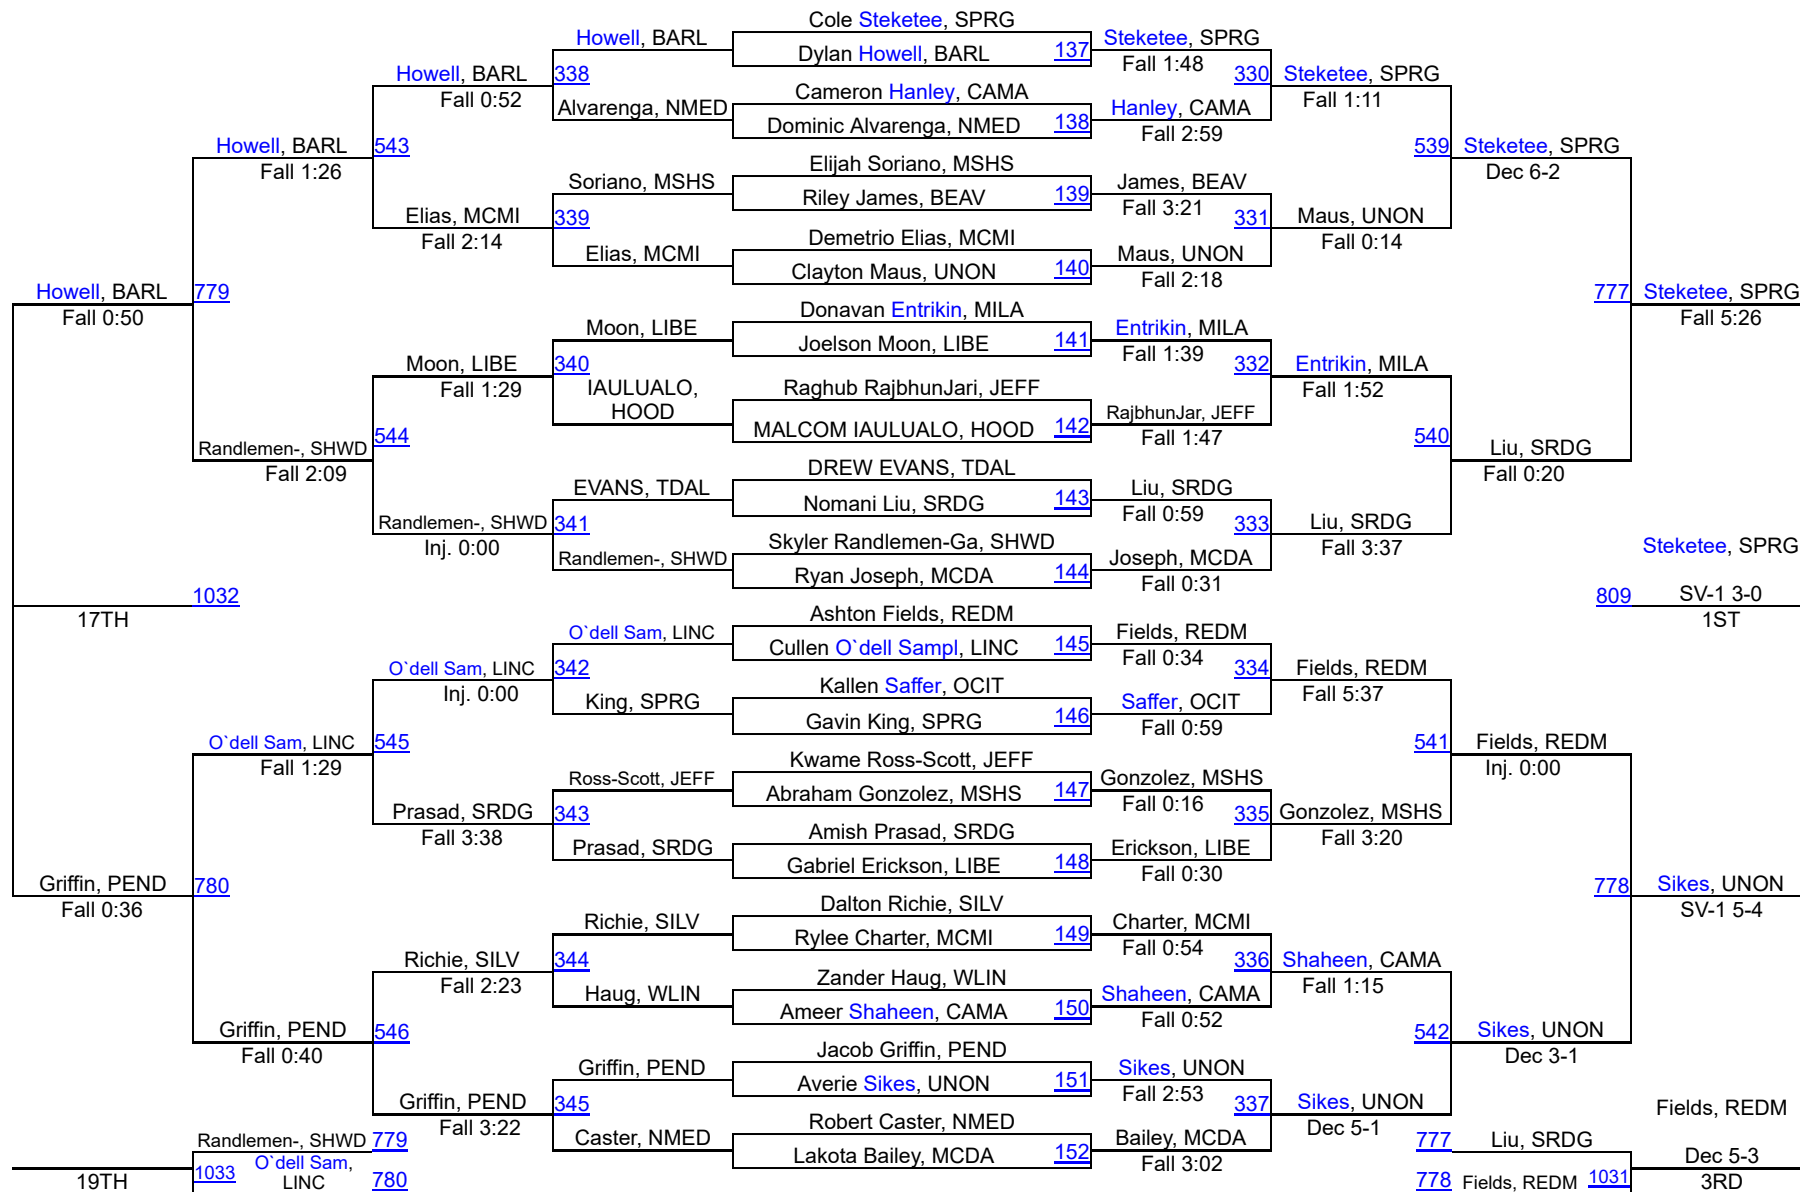 Cole Steketee, SPRG
Howell, BARL
Dylan Howell, BARL 137
Steketee, SPRG
Fall 1:48
Howell, BARL
338
330
Steketee, SPRG
Fall 0:52
Fall 1:11
Cameron Hanley, CAMA
Alvarenga, NMED
Dominic Alvarenga, NMED 138
Hanley, CAMA
Fall 2:59
Howell, BARL
543
539
Steketee, SPRG
Fall 1:26
Dec 6-2
Elijah Soriano, MSHS
Soriano, MSHS
Riley James, BEAV 139
James, BEAV
Fall 3:21
Elias, MCMI
339
331
Maus, UNON
Fall 2:14
Fall 0:14
Demetrio Elias, MCMI
Elias, MCMI
Clayton Maus, UNON 140
Maus, UNON
Fall 2:18
Howell, BARL
779
777
Steketee, SPRG
Fall 0:50
Fall 5:26
Donavan Entrikin, MILA
Moon, LIBE
Joelson Moon, LIBE 141
Entrikin, MILA
Fall 1:39
Moon, LIBE
340
332
Entrikin, MILA
Fall 1:29
Fall 1:52
IAULUALO,
HOOD
Raghub RajbhunJari, JEFF
MALCOM IAULUALO, HOOD 142
RajbhunJar, JEFF
Fall 1:47
Randlemen-, SHWD
544
540
Liu, SRDG
Fall 2:09
Fall 0:20
DREW EVANS, TDAL
EVANS, TDAL
Nomani Liu, SRDG 143
Liu, SRDG
Fall 0:59
Randlemen-, SHWD
341
333
Liu, SRDG
Inj. 0:00
Fall 3:37
Skyler Randlemen-Ga, SHWD
Randlemen-, SHWD
Ryan Joseph, MCDA 144
Joseph, MCDA
Fall 0:31
Steketee, SPRG
1032
17TH
809
SV-1 3-0
1ST
Ashton Fields, REDM
O`dell Sam, LINC
Cullen O`dell Sampl, LINC 145
Fields, REDM
Fall 0:34
O`dell Sam, LINC
342
334
Fields, REDM
Inj. 0:00
Fall 5:37
Kallen Saffer, OCIT
King, SPRG
Gavin King, SPRG 146
Saffer, OCIT
Fall 0:59
O`dell Sam, LINC
545
541
Fields, REDM
Fall 1:29
Inj. 0:00
Kwame Ross-Scott, JEFF
Ross-Scott, JEFF
Abraham Gonzolez, MSHS 147
Gonzolez, MSHS
Fall 0:16
Prasad, SRDG
343
335
Gonzolez, MSHS
Fall 3:38
Fall 3:20
Amish Prasad, SRDG
Prasad, SRDG
Gabriel Erickson, LIBE 148
Erickson, LIBE
Fall 0:30
Griffin, PEND
780
778
Sikes, UNON
Fall 0:36
SV-1 5-4
Dalton Richie, SILV
Richie, SILV
Rylee Charter, MCMI 149
Charter, MCMI
Fall 0:54
Richie, SILV
344
336
Shaheen, CAMA
Fall 2:23
Fall 1:15
Zander Haug, WLIN
Haug, WLIN
Ameer Shaheen, CAMA 150
Shaheen, CAMA
Fall 0:52
Griffin, PEND
546
542
Sikes, UNON
Fall 0:40
Dec 3-1
Jacob Griffin, PEND
Griffin, PEND
Averie Sikes, UNON 151
Sikes, UNON
Fall 2:53
Griffin, PEND
345
337
Sikes, UNON
Fall 3:22
Dec 5-1
Robert Caster, NMED
Caster, NMED
Lakota Bailey, MCDA 152
Bailey, MCDA
Fall 3:02
Fields, REDM
Randlemen-, SHWD 779
777 Liu, SRDG
1033
O`dell Sam,
LINC
780
19TH
778 Fields, REDM 1031
Dec 5-3
3RD